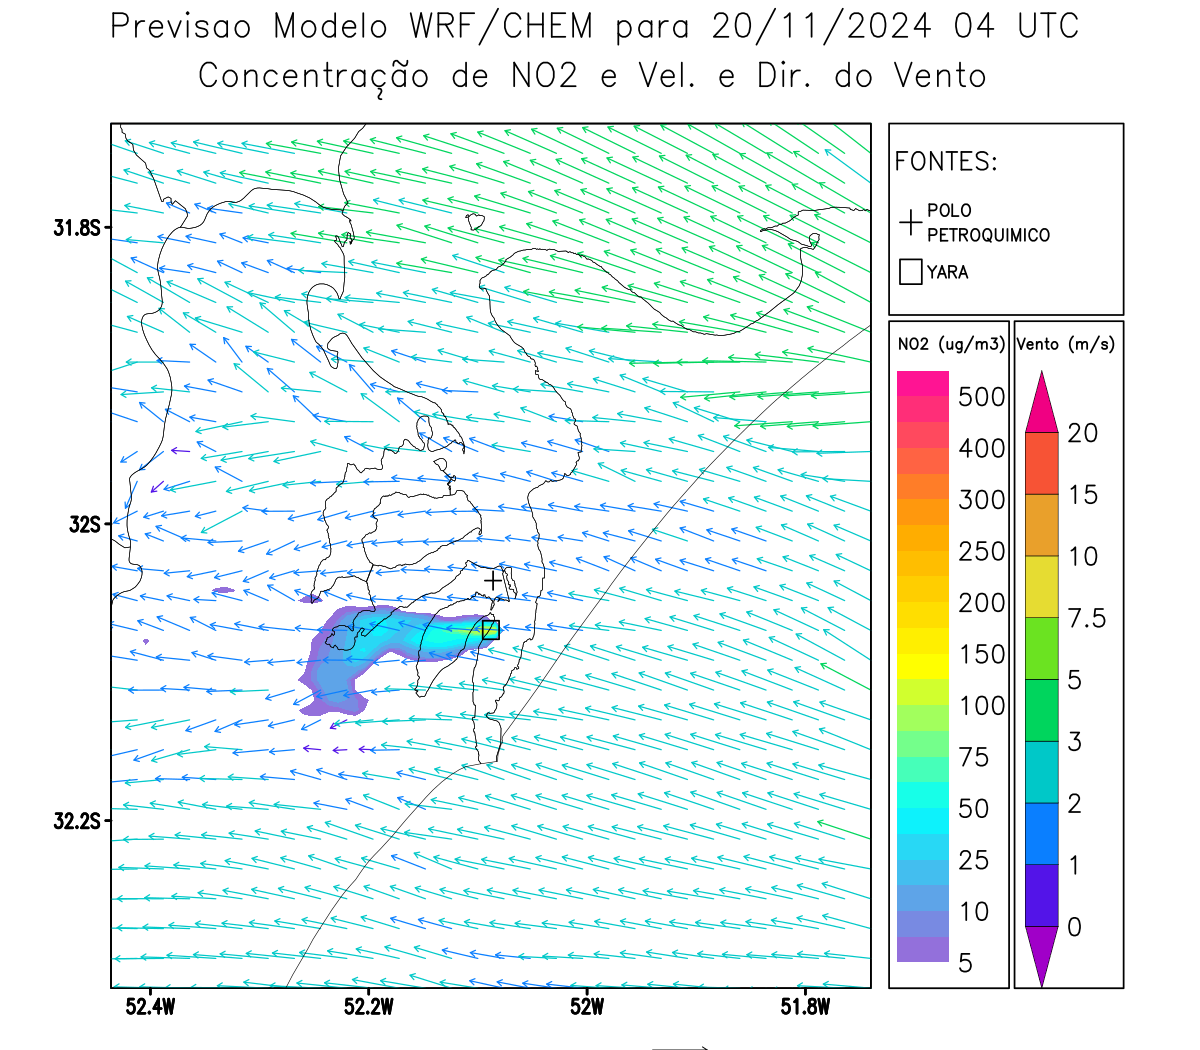 Previsao Modelo WRF/CHEM para 20/11/2024 04 UTC
Concentração de NO2 e Vel. e Dir. do Vento
FONTES:
POLO
PETROQUIMICO
YARA
31.8S
32S
32.2S
52.4W
52.2W
52W
51.8W
NO2 (ug/m3)
500
400
300
250
200
150
100
75
50
25
10
5
Vento (m/s)
20
15
10
7.5
5
3
2
1
0